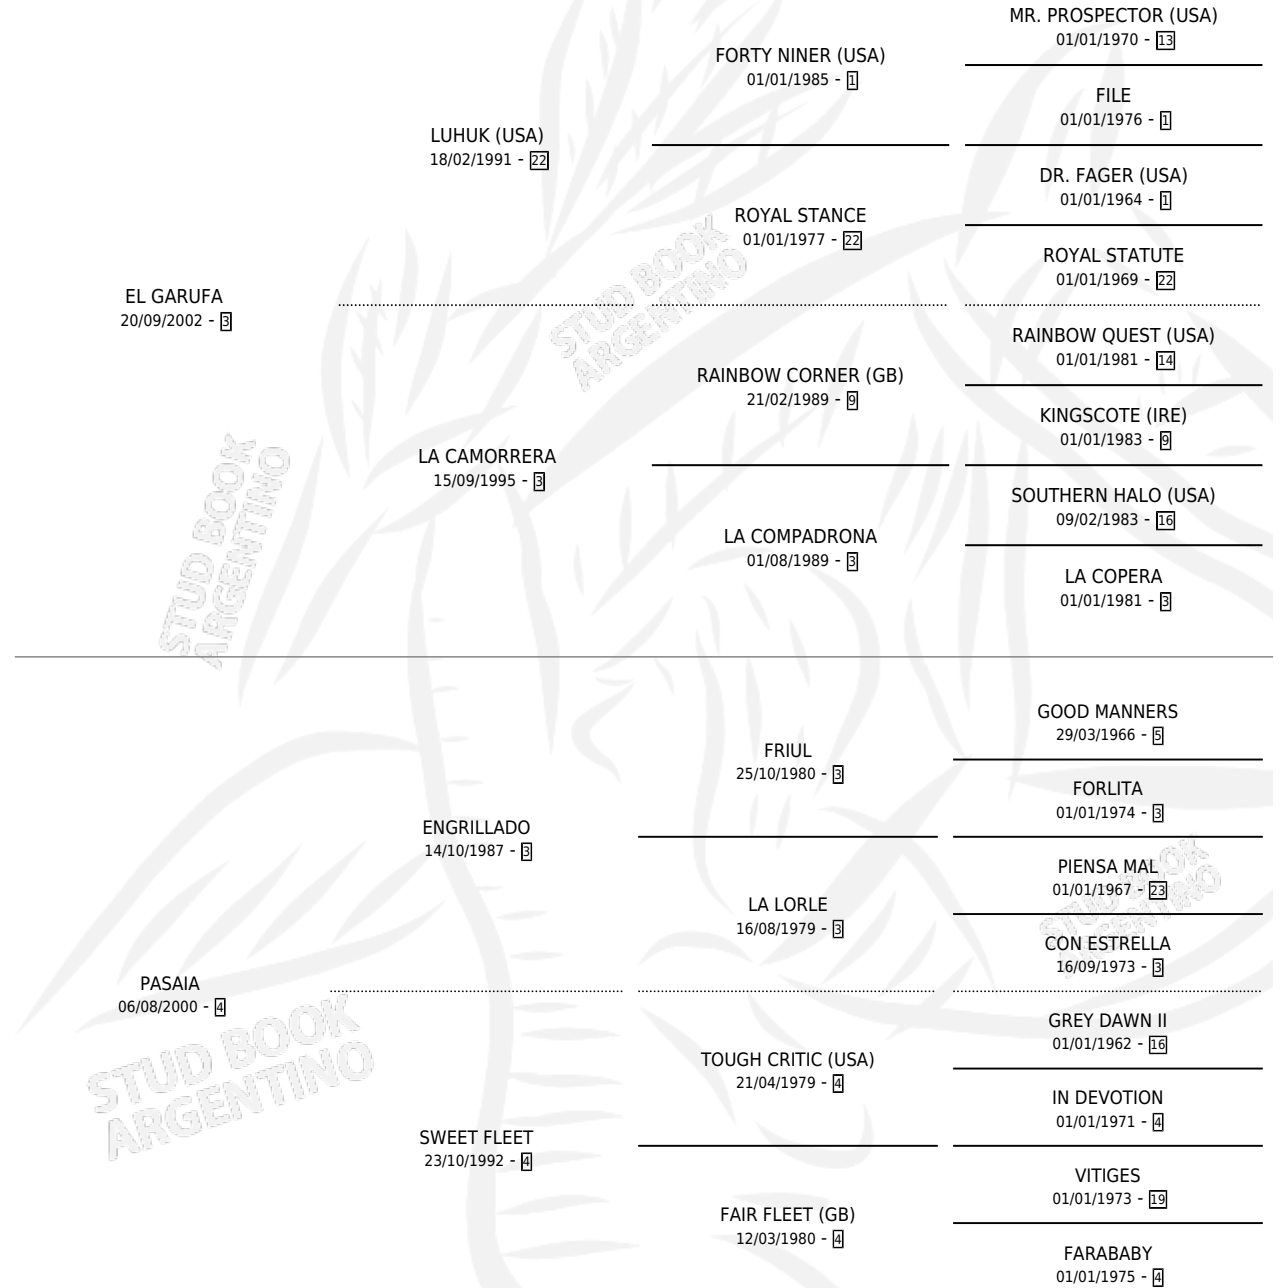 MR. PROSPECTOR (USA)
01/01/1970 - 13
FORTY NINER (USA)
01/01/1985 - 1
FILE
01/01/1976 - 1
LUHUK (USA)
18/02/1991 - 22
DR. FAGER (USA)
01/01/1964 - 1
ROYAL STANCE
01/01/1977 - 22
ROYAL STATUTE
01/01/1969 - 22
EL GARUFA
20/09/2002 - 3
RAINBOW QUEST (USA)
01/01/1981 - 14
RAINBOW CORNER (GB)
21/02/1989 - 9
KINGSCOTE (IRE)
01/01/1983 - 9
LA CAMORRERA
15/09/1995 - 3
SOUTHERN HALO (USA)
09/02/1983 - 16
LA COMPADRONA
01/08/1989 - 3
LA COPERA
01/01/1981 - 3
STUD BOOK
ARGENTINO
STUD BOOK
ARGENTINO
GOOD MANNERS
29/03/1966 - 5
FRIUL
25/10/1980 - 3
FORLITA
01/01/1974 - 3
ENGRILLADO
14/10/1987 - 3
PIENSA MAL
01/01/1967 - 23
LA LORLE
16/08/1979 - 3
CON ESTRELLA
16/09/1973 - 3
PASAIA
06/08/2000 - 4
GREY DAWN II
01/01/1962 - 16
TOUGH CRITIC (USA)
21/04/1979 - 4
IN DEVOTION
01/01/1971 - 4
SWEET FLEET
23/10/1992 - 4
VITIGES
01/01/1973 - 19
FAIR FLEET (GB)
12/03/1980 - 4
FARABABY
01/01/1975 - 4
STUD BOOK
ARGENTINO
STUD BOOK
ARGENTINO